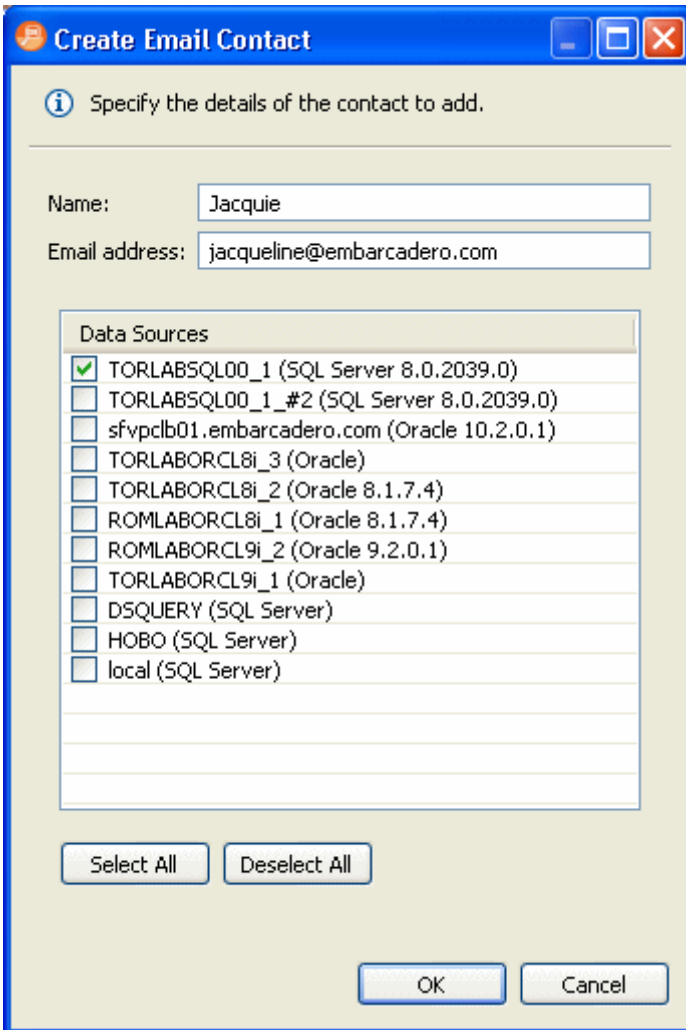 Create Email Contact
Specify the details of the contact to add.
Name: Jacquie
Email address: jacqueline@embarcadero.com
Data Sources
TORLABSQL00_1 (SQL Server 8.0.2039.0)
TORLABSQL00_1_#2 (SQL Server 8.0.2039.0)
sfvpclb01.embarcadero.com (Oracle 10.2.0.1)
TORLABORCL8i_3 (Oracle)
TORLABORCL8i_2 (Oracle 8.1.7.4)
ROMLABORCL8i_1 (Oracle 8.1.7.4)
ROMLABORCL9i_2 (Oracle 9.2.0.1)
TORLABORCL9i_1 (Oracle)
DSQUERY (SQL Server)
HOBO (SQL Server)
local (SQL Server)
Select All Deselect All
OK Cancel